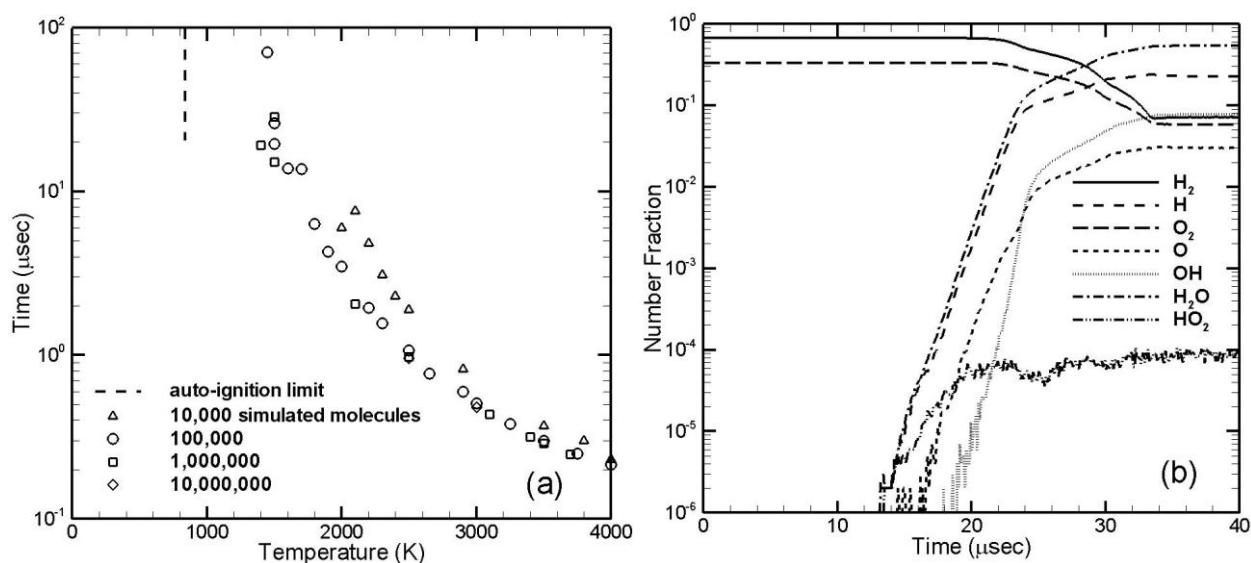 10²
10¹
10⁰
10⁻¹
Time (μsec)
0
1000
2000
3000
4000
Temperature (K)
auto-ignition limit
10,000 simulated molecules
100,000
1,000,000
10,000,000
(a)
10⁰
10⁻¹
10⁻²
10⁻³
10⁻⁴
10⁻⁵
10⁻⁶
Number Fraction
0
10
20
30
40
Time (μsec)
H₂
H
O₂
O
OH
H₂O
HO₂
(b)